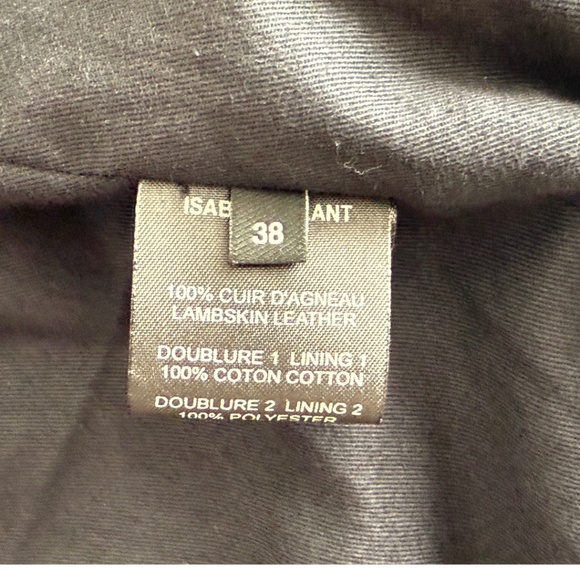 ISAB ANT
38
100% CUIR D'AGNEAU
LAMBSKIN LEATHER
DOUBLURE 1 LINING 1
100% COTON COTTON
DOUBLURE 2 LINING 2
100% POLYESTER